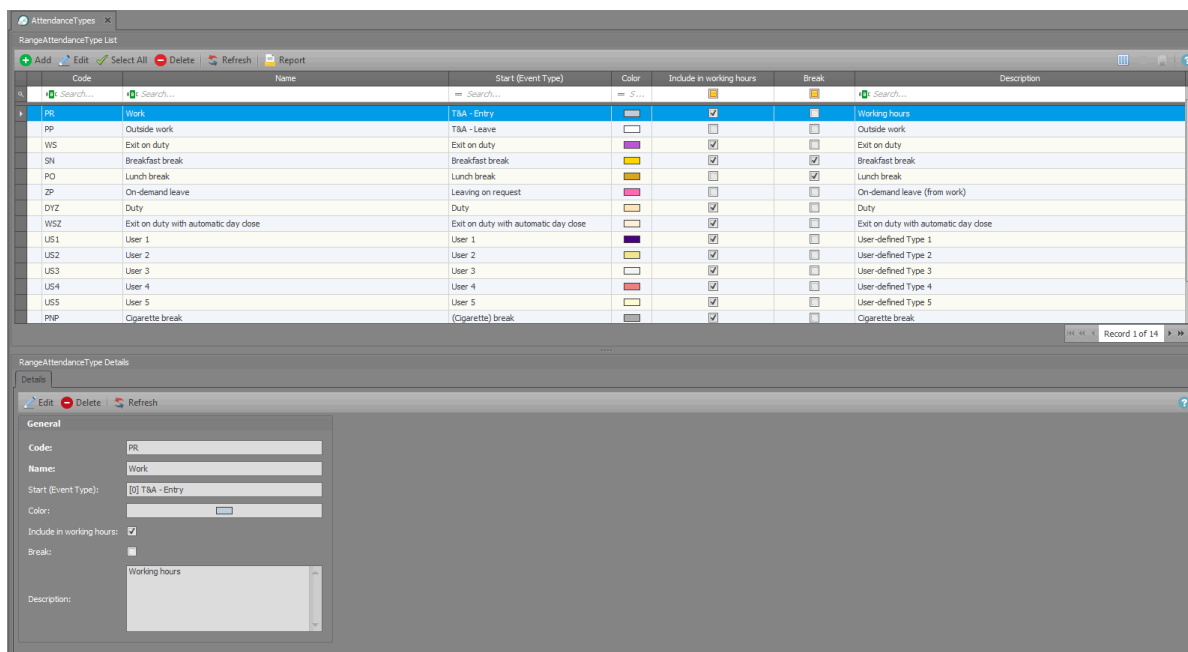 AttendanceTypes ×
RangeAttendanceType List
Add Edit Select All Delete Refresh Report
Code Name Start (Event Type) Color Include in working hours Break Description
Search... Search... = Search... = S... Search...
PR Work T&A - Entry Working hours
PP Outside work T&A - Leave Outside work
WS Exit on duty Exit on duty Exit on duty
SN Breakfast break Breakfast break Breakfast break
PO Lunch break Lunch break Lunch break
ZP On-demand leave Leaving on request On-demand leave (from work)
DYZ Duty Duty Duty
WSZ Exit on duty with automatic day close Exit on duty with automatic day close Exit on duty with automatic day close
US1 User 1 User 1 User-defined Type 1
US2 User 2 User 2 User-defined Type 2
US3 User 3 User 3 User-defined Type 3
US4 User 4 User 4 User-defined Type 4
US5 User 5 User 5 User-defined Type 5
PNP Cigarette break (Cigarette) break Cigarette break
Record 1 of 14
RangeAttendanceType Details
Details
Edit Delete Refresh
General
Code: PR
Name: Work
Start (Event Type): [0] T&A - Entry
Color:
Include in working hours:
Break:
Working hours
Description: